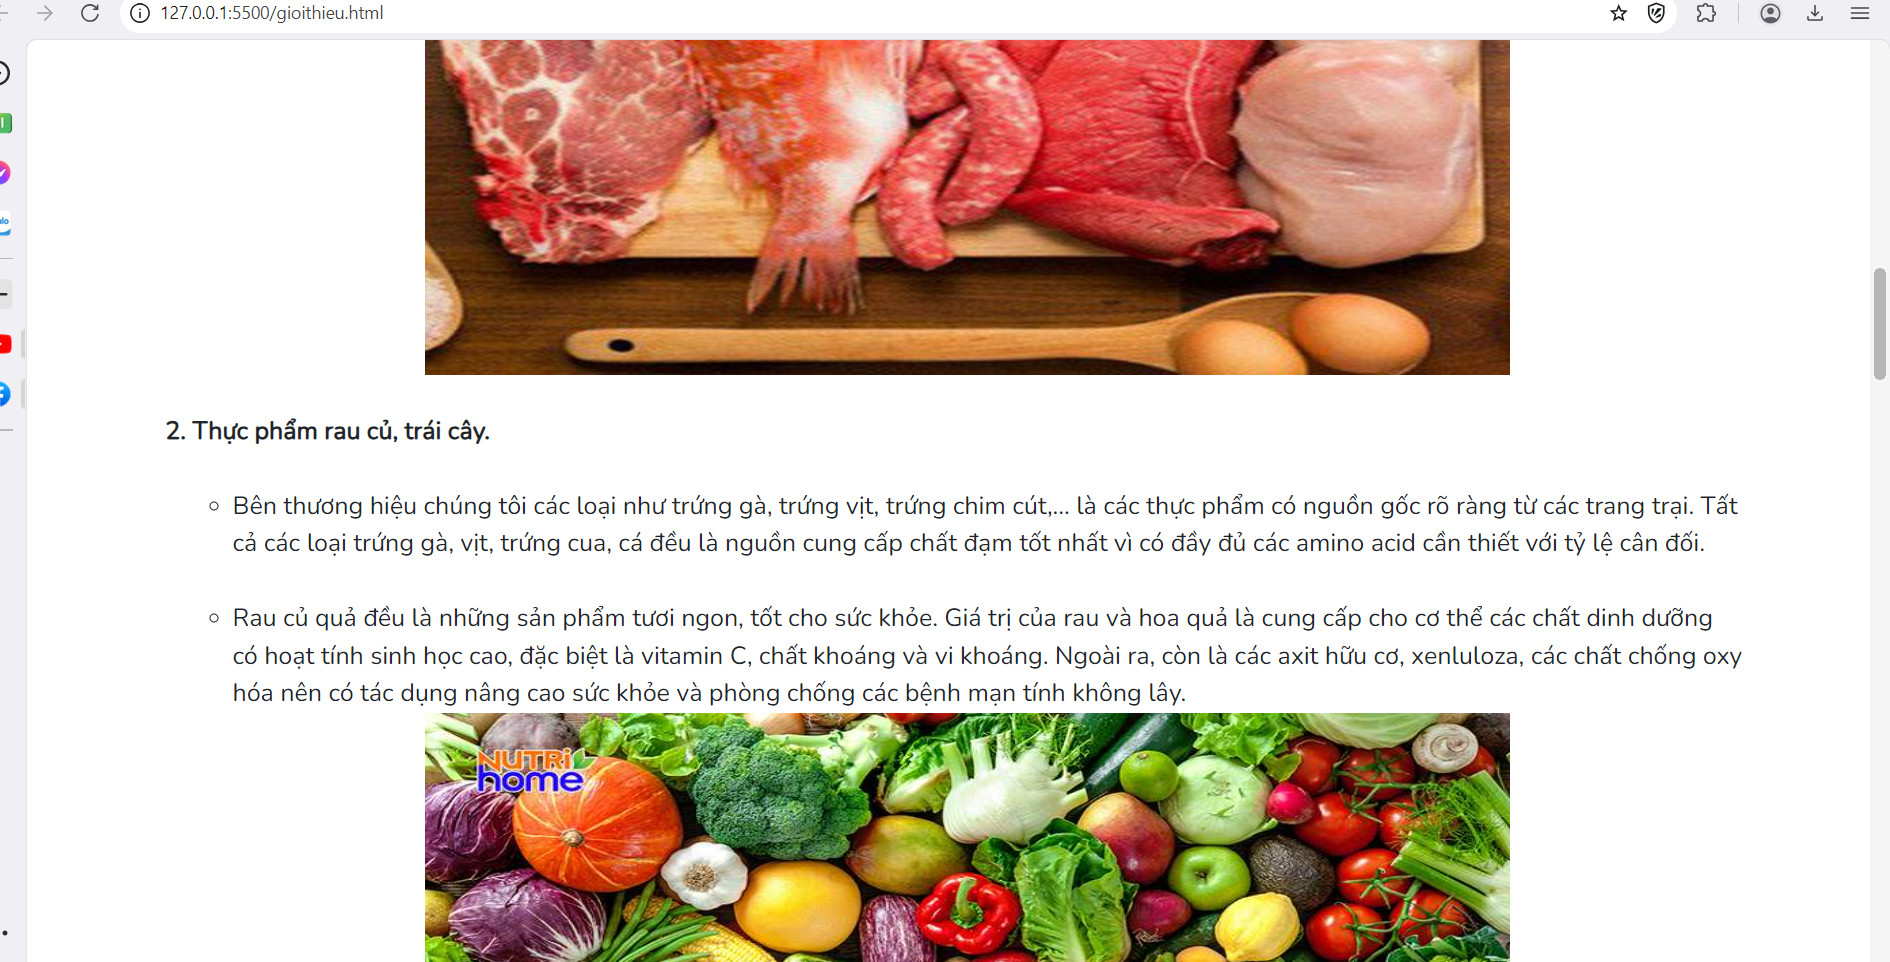 127.0.0.1:5500/gioithieu.html
2. Thực phẩm rau củ, trái cây.
Bên thương hiệu chúng tôi các loại như trứng gà, trứng vịt, trứng chim cút,... là các thực phẩm có nguồn gốc rõ ràng từ các trang trại. Tất
cả các loại trứng gà, vịt, trứng cua, cá đều là nguồn cung cấp chất đạm tốt nhất vì có đầy đủ các amino acid cần thiết với tỷ lệ cân đối.
Rau củ quả đều là những sản phẩm tươi ngon, tốt cho sức khỏe. Giá trị của rau và hoa quả là cung cấp cho cơ thể các chất dinh dưỡng
có hoạt tính sinh học cao, đặc biệt là vitamin C, chất khoáng và vi khoáng. Ngoài ra, còn là các axit hữu cơ, xenluloza, các chất chống oxy
hóa nên có tác dụng nâng cao sức khỏe và phòng chống các bệnh mạn tính không lây.
NUTRi
home